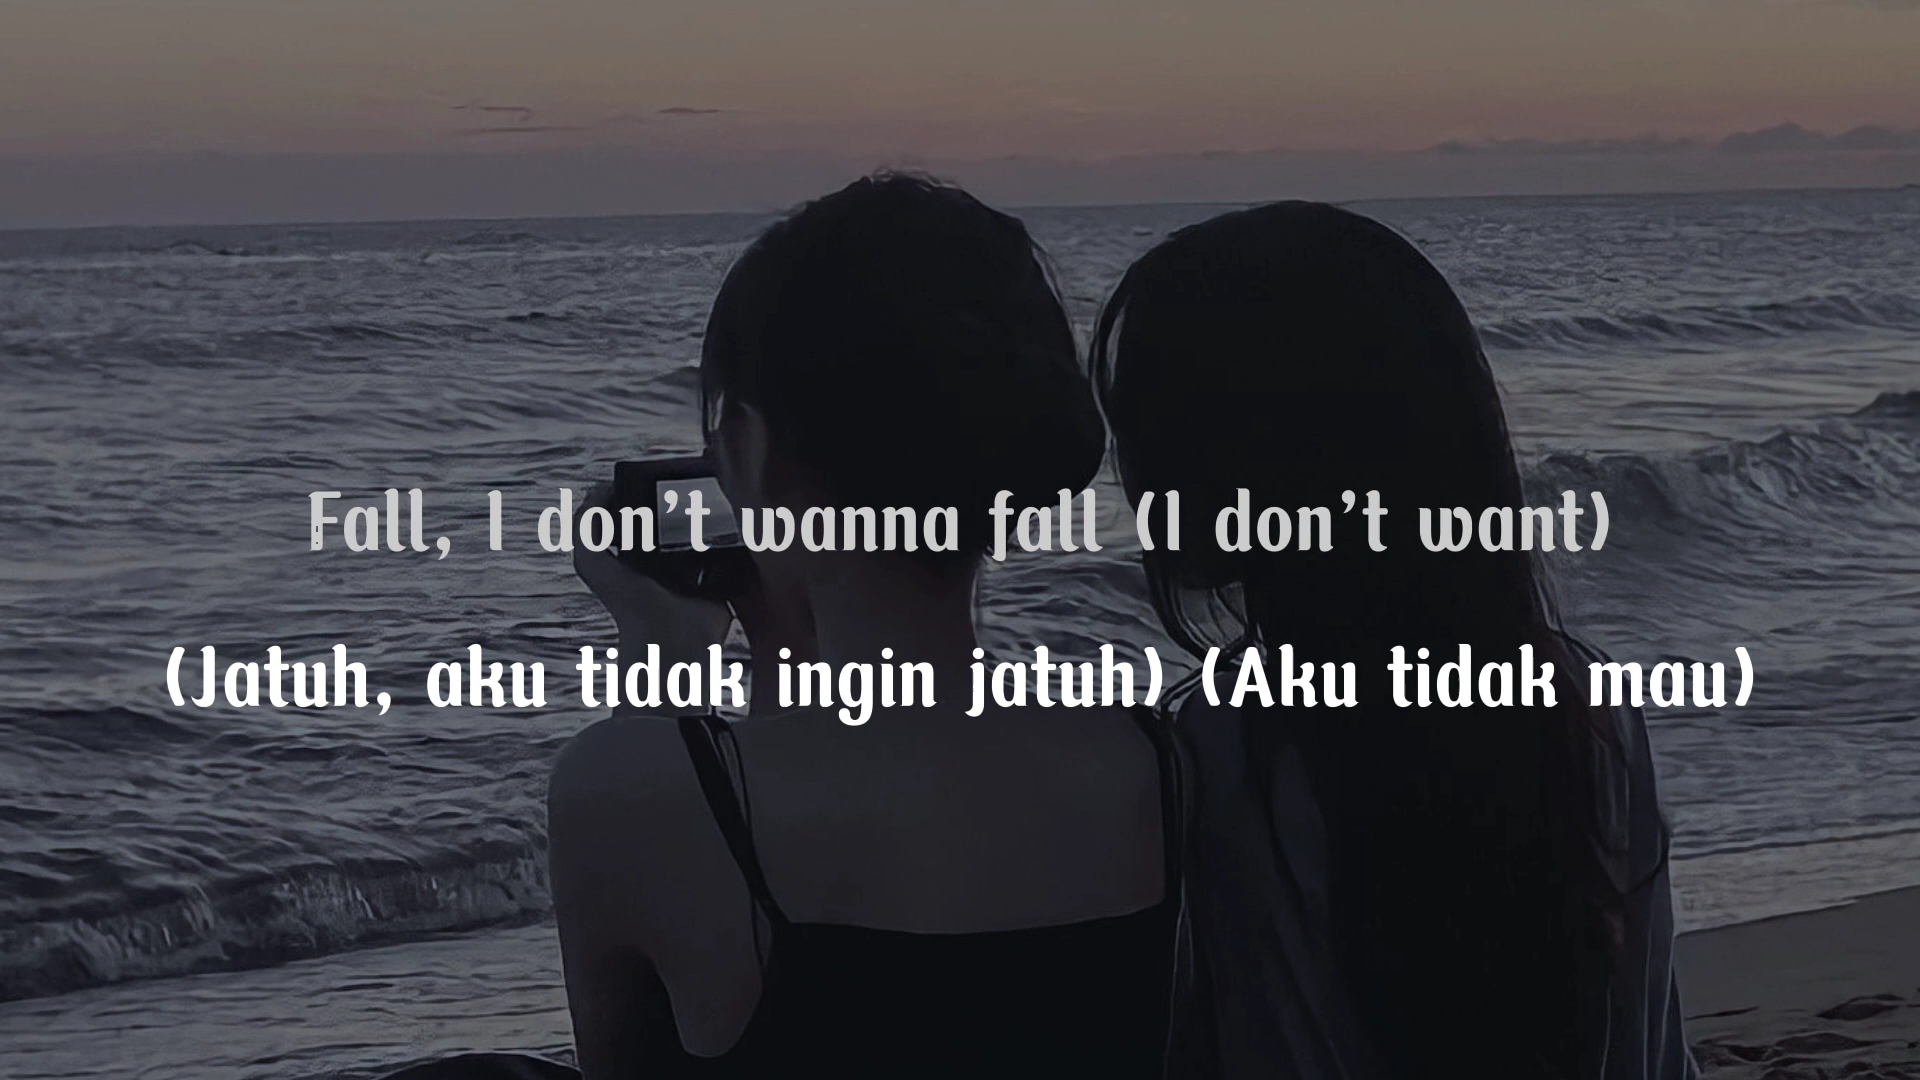 Fall, I don’t wanna fall (I don’t want)
(Jatuh, aku tidak ingin jatuh) (Aku tidak mau)